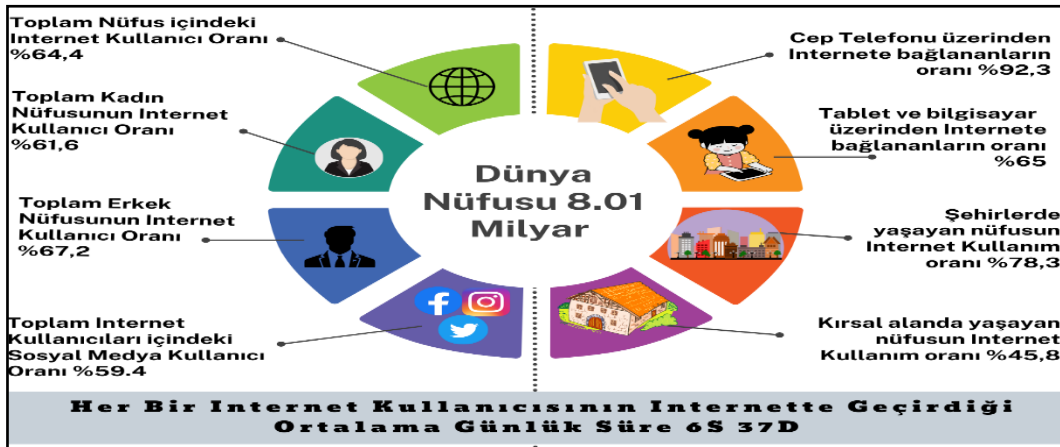 Toplam Nüfus içindeki
Internet Kullanıcı Oranı
%64,4
Toplam Kadın
Nüfusunun Internet
Kullanıcı Oranı
%61,6
Toplam Erkek
Nüfusunun Internet
Kullanıcı Oranı
%67,2
Toplam Internet
Kullanıcıları içindeki
Sosyal Medya Kullanıcı
Oranı %59.4
Dünya
Nüfusu 8.01
Milyar
Cep Telefonu üzerinden
Internete bağlananların
oranı %92,3
Tablet ve bilgisayar
üzerinden Internete
bağlananların oranı
%65
Şehirlerde
yaşayan nüfusun
Internet Kullanım
oranı %78,3
Kırsal alanda yaşayan
nüfusun Internet
Kullanım oranı %45,8
Her Bir Internet Kullanıcısının Internette Geçirdiği
Ortalama Günlük Süre 6S 37D